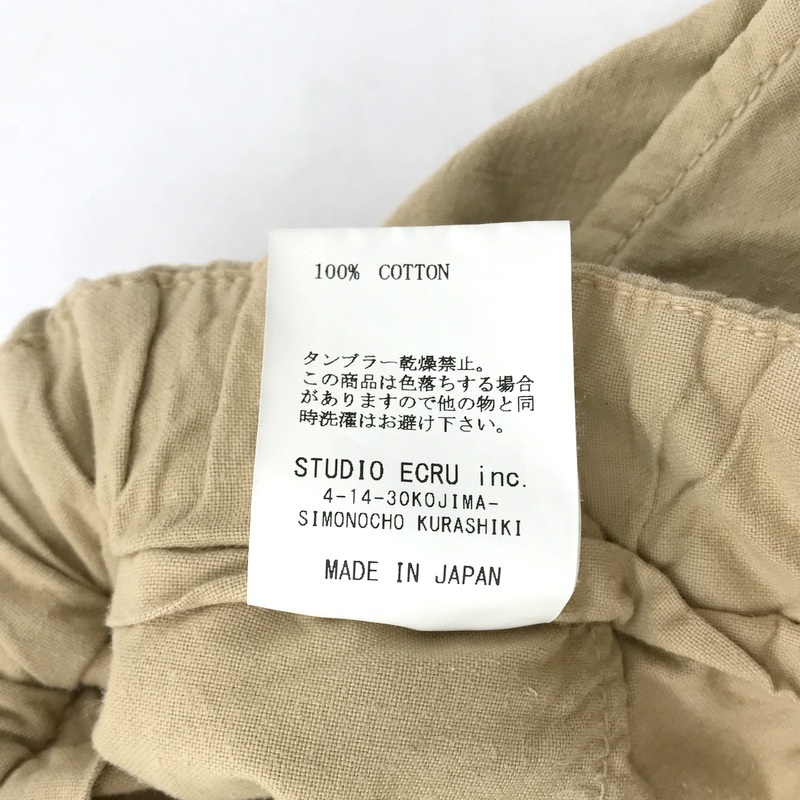 100% COTTON
タンブラー乾燥禁止。
この商品は色落ちする場合
がありますので他の物と同
時洗濯はお避け下さい。
STUDIO ECRU inc.
4-14-30KOJIMA-
SIMONOCHO KURASHIKI
MADE IN JAPAN